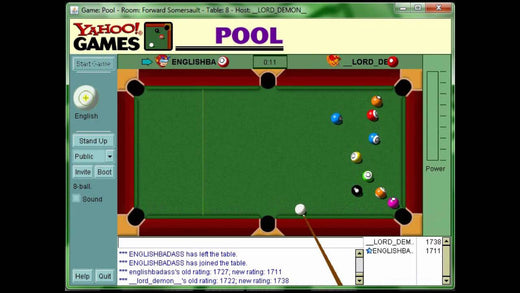 Game: Pool - Room: Forward Somersault - Table: 8 - Host: __LORD_DEMON__
YAHOO!
GAMES
POOL
Start Game
ENGLISHBA
0:11
__LORD_DE
English
Stand Up
Public
Invite
Boot
8-ball.
Sound
Power
Help
Quit
*** ENGLISHBADASS has left the table.
*** ENGLISHBADASS has joined the table.
*** englishbadass's old rating: 1727; new rating: 1711
*** __lord_demon__'s old rating: 1722; new rating: 1738
__LORD_DEM.. 1738
ENGLISHBA.. 1711